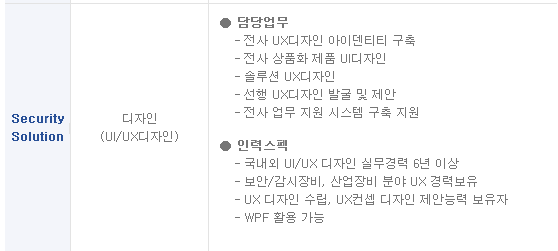 Security
Solution
디자인
(UI/UX디자인)
● 담당업무
- 전사 UX디자인 아이덴티티 구축
- 전사 상품화 제품 UI디자인
- 솔루션 UX디자인
- 선행 UX디자인 발굴 및 제안
- 전사 업무 지원 시스템 구축 지원
● 인력스펙
- 국내외 UI/UX 디자인 실무경력 6년 이상
- 보안/감시장비, 산업장비 분야 UX 경력보유
- UX 디자인 수립, UX컨셉 디자인 제안능력 보유자
- WPF 활용 가능